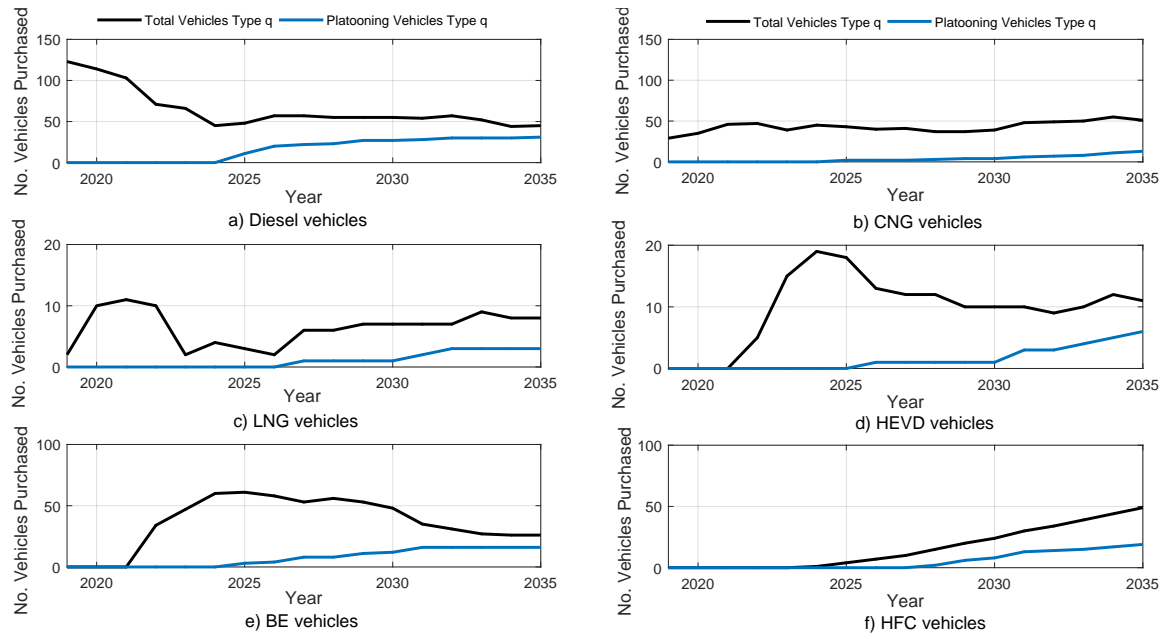 Total Vehicles Type q Platooning Vehicles Type q
No. Vehicles Purchased
150
100
50
0
2020 2025 2030 2035
Year
a) Diesel vehicles
Total Vehicles Type q Platooning Vehicles Type q
No. Vehicles Purchased
150
100
50
0
2020 2025 2030 2035
Year
b) CNG vehicles
No. Vehicles Purchased
20
10
0
2020 2025 2030 2035
Year
c) LNG vehicles
No. Vehicles Purchased
20
10
0
2020 2025 2030 2035
Year
d) HEVD vehicles
No. Vehicles Purchased
100
50
0
2020 2025 2030 2035
Year
e) BE vehicles
No. Vehicles Purchased
100
50
0
2020 2025 2030 2035
Year
f) HFC vehicles